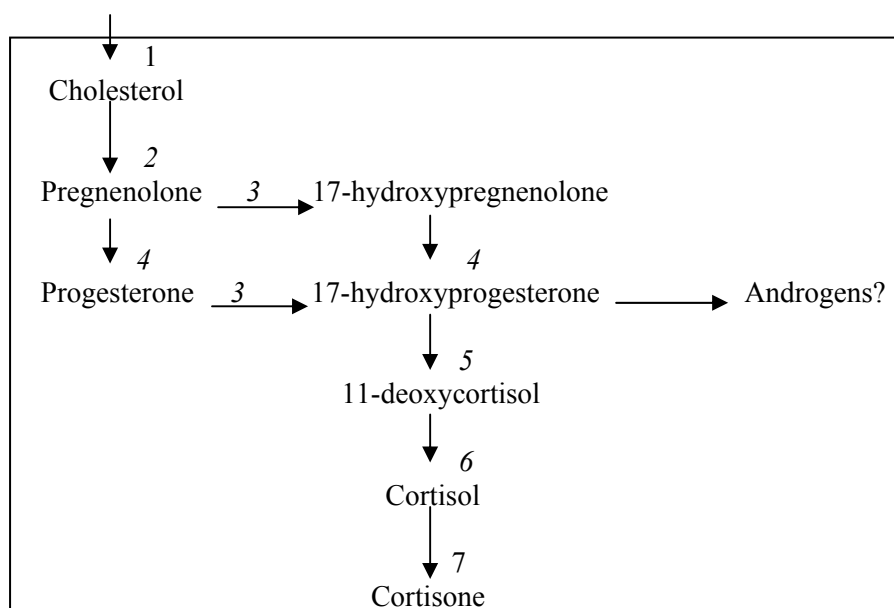 1
Cholesterol
2
Pregnenolone 3 17-hydroxypregnenolone
4 4
Progesterone 3 17-hydroxyprogesterone Androgens?
5
11-deoxycortisol
6
Cortisol
7
Cortisone